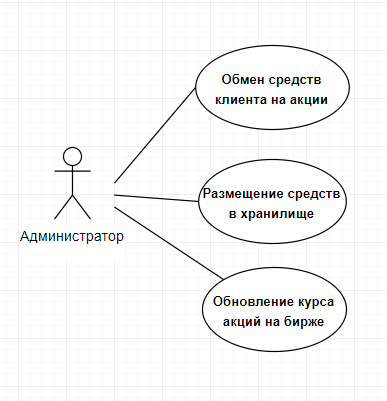 Обмен средств
клиента на акции
Размещение средств
в хранилище
Администратор
Обновление курса
акций на бирже